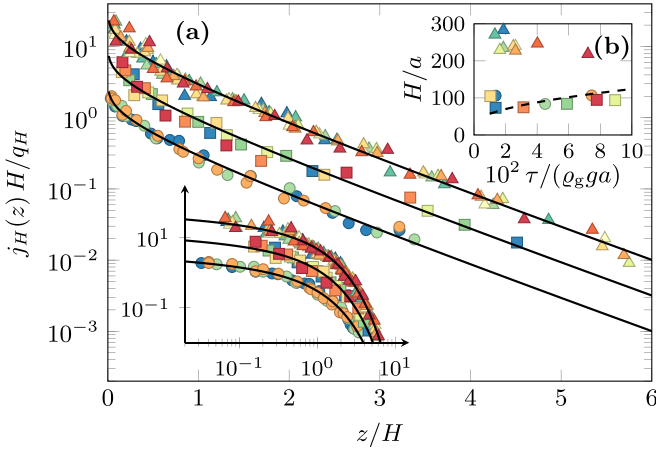 (a)
10¹
10⁰
10⁻¹
10⁻²
10⁻³
j_H(z) H/q_H
0 1 2 3 4 5 6
z/H
10¹
10⁻¹
10⁻¹ 10⁰ 10¹
(b)
300
200
100
0
H/a
0 2 4 6 8 10
10² τ/(ϱ_g ga)